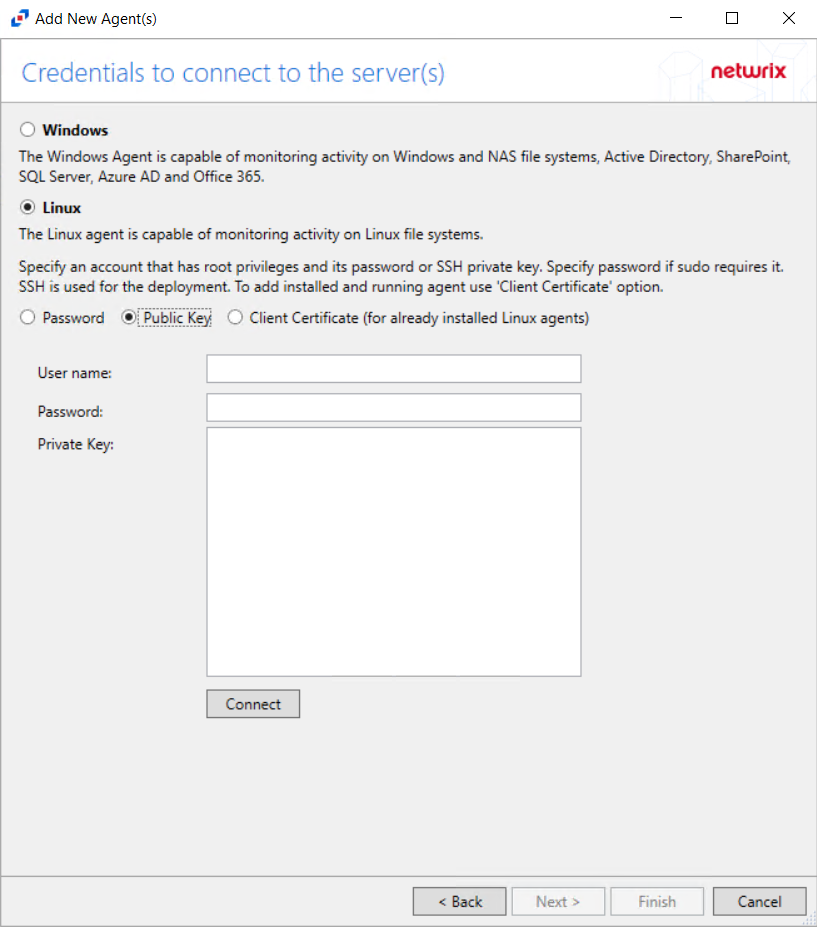 Add New Agent(s)
Credentials to connect to the server(s)
netwrix
Windows
The Windows Agent is capable of monitoring activity on Windows and NAS file systems, Active Directory, SharePoint,
SQL Server, Azure AD and Office 365.
Linux
The Linux agent is capable of monitoring activity on Linux file systems.
Specify an account that has root privileges and its password or SSH private key. Specify password if sudo requires it.
SSH is used for the deployment. To add installed and running agent use 'Client Certificate' option.
Password Public Key Client Certificate (for already installed Linux agents)
User name:
Password:
Private Key:
Connect
< Back Next > Finish Cancel